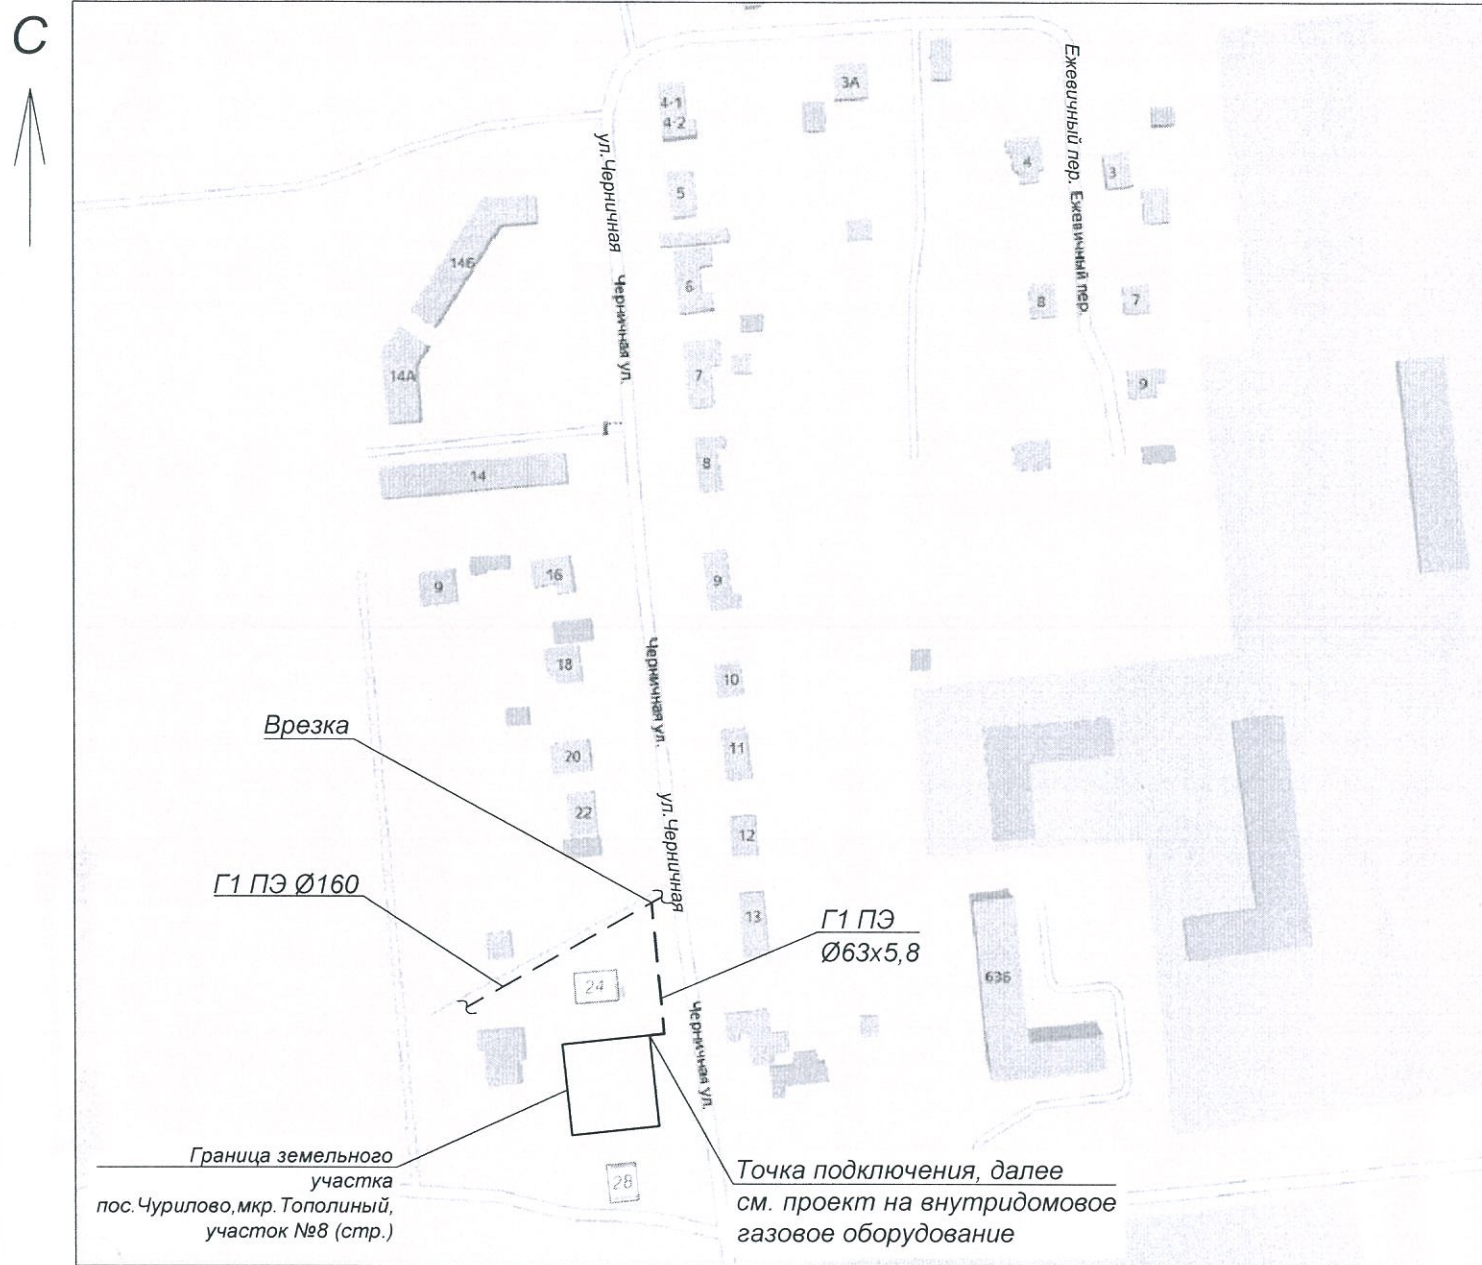 С
3А
4-1
4-2
ул.Черничная
Ежевичный пер.
4
3
5
Ежевичный пер.
14Б
6
Черничная ул.
8
7
14А
7
9
14
8
9
16
9
18
Черничная ул.
10
Врезка
20
11
ул.Черничная
22
12
Г1 ПЭ Ø160
13
Г1 ПЭ
Ø63х5,8
24
63Б
Черничная ул.
Граница земельного
участка
пос.Чурилово,мкр.Тополиный,
участок №8 (стр.)
28
Точка подключения, далее
см. проект на внутридомовое
газовое оборудование